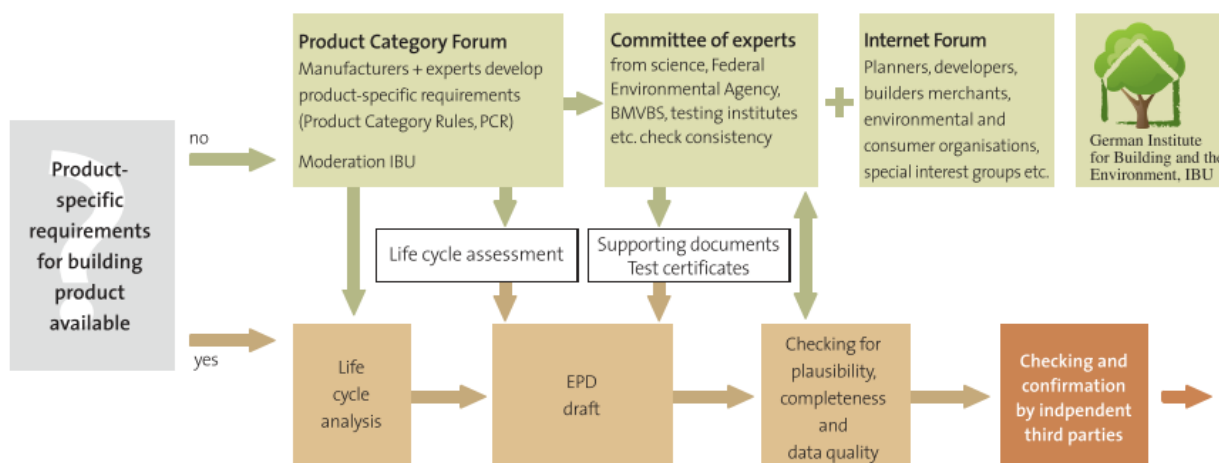 Product-
specific
requirements
for building
product
available
no
yes
Product Category Forum
Manufacturers + experts develop
product-specific requirements
(Product Category Rules, PCR)
Moderation IBU
Committee of experts
from science, Federal
Environmental Agency,
BMVBS, testing institutes
etc. check consistency
Internet Forum
Planners, developers,
builders merchants,
environmental and
consumer organisations,
special interest groups etc.
German Institute
for Building and the
Environment, IBU
Life cycle assessment
Supporting documents
Test certificates
Life
cycle
analysis
EPD
draft
Checking for
plausibility,
completeness
and
data quality
Checking and
confirmation
by indpendent
third parties